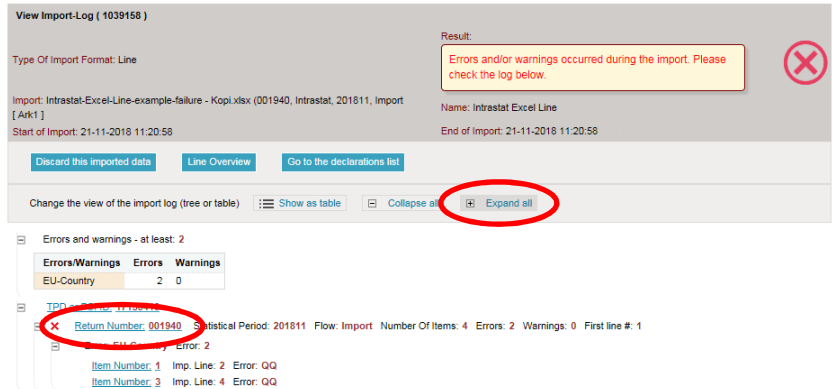 View Import-Log ( 1039158 )
Result:
Type Of Import Format: Line
Errors and/or warnings occurred during the import. Please
check the log below.
Import: Intrastat-Excel-Line-example-failure - Kopi.xlsx (001940, Intrastat, 201811, Import
[ Ark1 ]
Name: Intrastat Excel Line
Start of Import: 21-11-2018 11:20:58
End of Import: 21-11-2018 11:20:58
Discard this imported data
Line Overview
Go to the declarations list
Change the view of the import log (tree or table)
Show as table
Collapse all
Expand all
Errors and warnings - at least: 2
Errors/Warnings Errors Warnings
EU-Country 2 0
TPD
Return Number: 001940 Statistical Period: 201811 Flow: Import Number Of Items: 4 Errors: 2 Warnings: 0 First line #: 1
EU-Country Error: 2
Item Number: 1 Imp. Line: 2 Error: QQ
Item Number: 3 Imp. Line: 4 Error: QQ